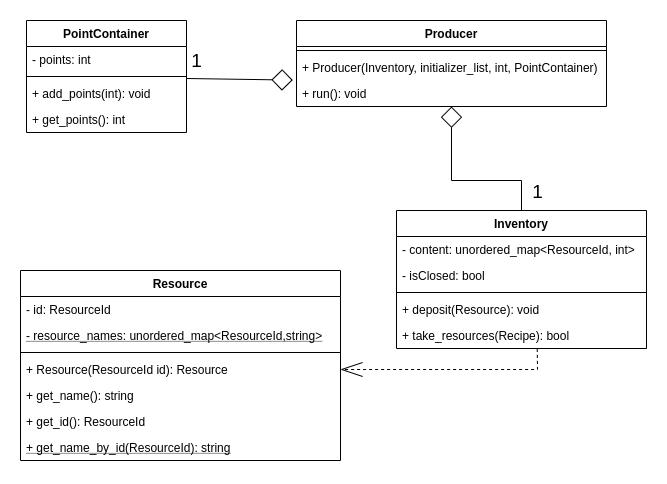 PointContainer
- points: int
+ add_points(int): void
+ get_points(): int
1
Producer
+ Producer(Inventory, initializer_list, int, PointContainer)
+ run(): void
1
Inventory
- content: unordered_map<ResourceId, int>
- isClosed: bool
+ deposit(Resource): void
+ take_resources(Recipe): bool
Resource
- id: ResourceId
- resource_names: unordered_map<ResourceId,string>
+ Resource(ResourceId id): Resource
+ get_name(): string
+ get_id(): ResourceId
+ get_name_by_id(ResourceId): string